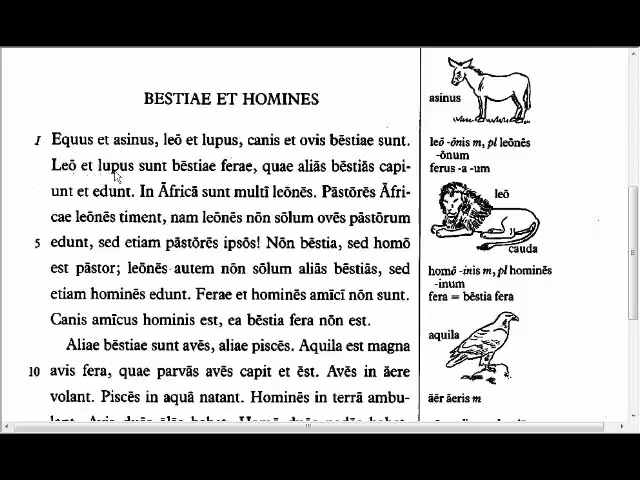 BESTIAE ET HOMINES
1 Equus et asinus, leō et lupus, canis et ovis bēstiae sunt.
Leō et lupus sunt bēstiae ferae, quae aliās bēstiās capi-
unt et edunt. In Āfricā sunt multī leōnēs. Pāstōrēs Āfri-
cae leōnēs timent, nam leōnēs nōn sōlum ovēs pāstōrum
5 edunt, sed etiam pāstōrēs ipsōs! Nōn bēstia, sed homō
est pāstor; leōnēs autem nōn sōlum aliās bēstiās, sed
etiam hominēs edunt. Ferae et hominēs amīcī nōn sunt.
Canis amīcus hominis est, ea bēstia fera nōn est.
Aliae bēstiae sunt avēs, aliae piscēs. Aquila est magna
10 avis fera, quae parvās avēs capit et ēst. Avēs in āere
volant. Piscēs in aquā natant. Hominēs in terrā ambu-
asinus
leō -ōnis m, pl leōnēs
-ōnum
ferus -a -um
leō
cauda
homō -inis m, pl hominēs
-inum
fera = bēstia fera
aquila
āēr āeris m